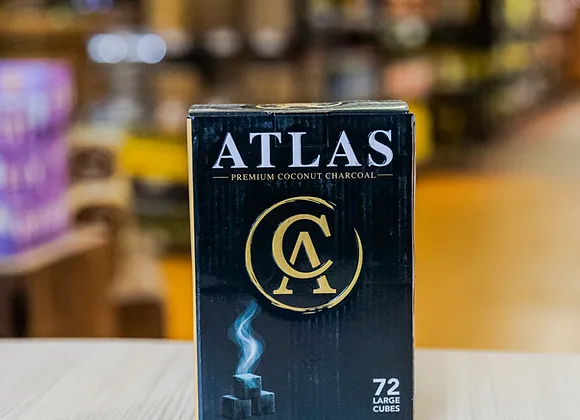 ATLAS
PREMIUM COCONUT CHARCOAL
CA
72
LARGE
CUBES